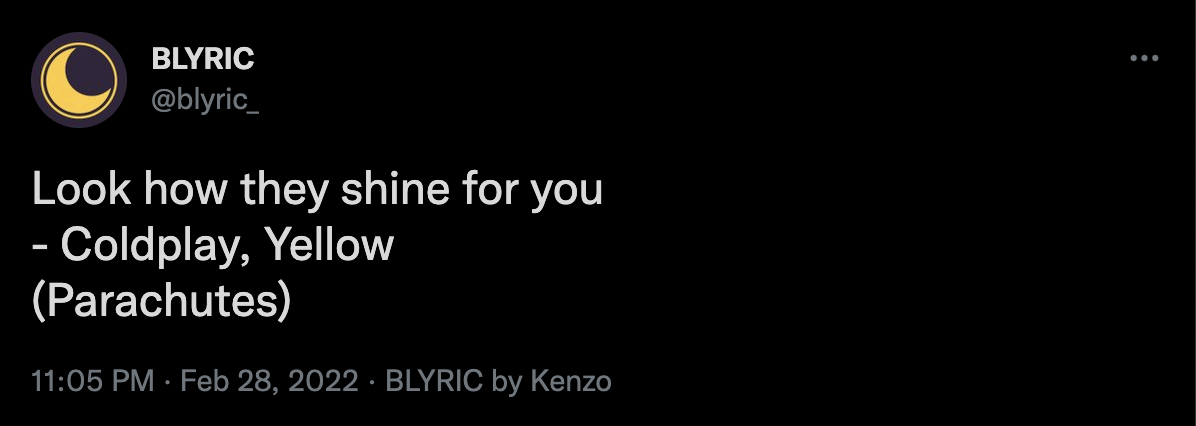 BLYRIC
@blyric_
Look how they shine for you
- Coldplay, Yellow
(Parachutes)
11:05 PM · Feb 28, 2022 · BLYRIC by Kenzo